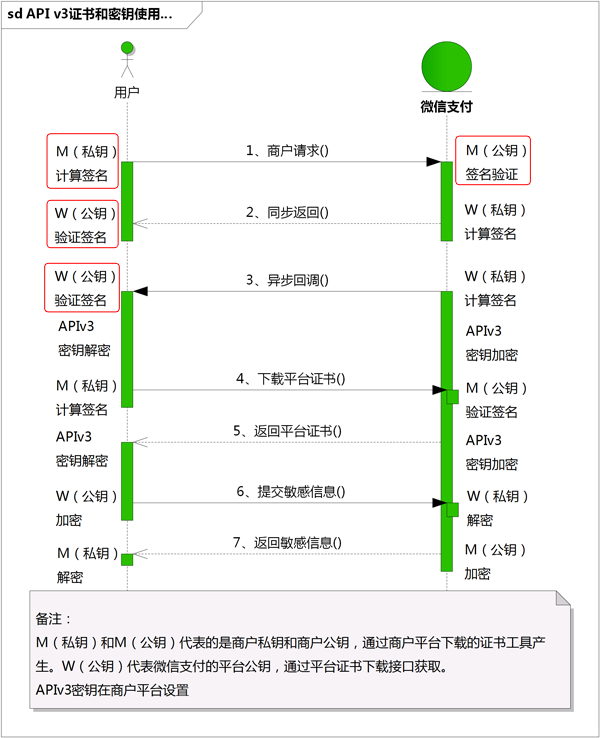 sd API v3证书和密钥使用...
用户
微信支付
M（私钥）
计算签名
1、商户请求()
M（公钥）
签名验证
W（公钥）
验证签名
2、同步返回()
W（私钥）
计算签名
W（公钥）
验证签名
3、异步回调()
W（私钥）
计算签名
APIv3
密钥解密
APIv3
密钥加密
M（私钥）
计算签名
4、下载平台证书()
M（公钥）
验证签名
APIv3
密钥解密
5、返回平台证书()
APIv3
密钥加密
W（公钥）
加密
6、提交敏感信息()
W（私钥）
解密
M（私钥）
解密
7、返回敏感信息()
M（公钥）
加密
备注：
M（私钥）和M（公钥）代表的是商户私钥和商户公钥，通过商户平台下载的证书工具产
生。W（公钥）代表微信支付的平台公钥，通过平台证书下载接口获取。
APIv3密钥在商户平台设置